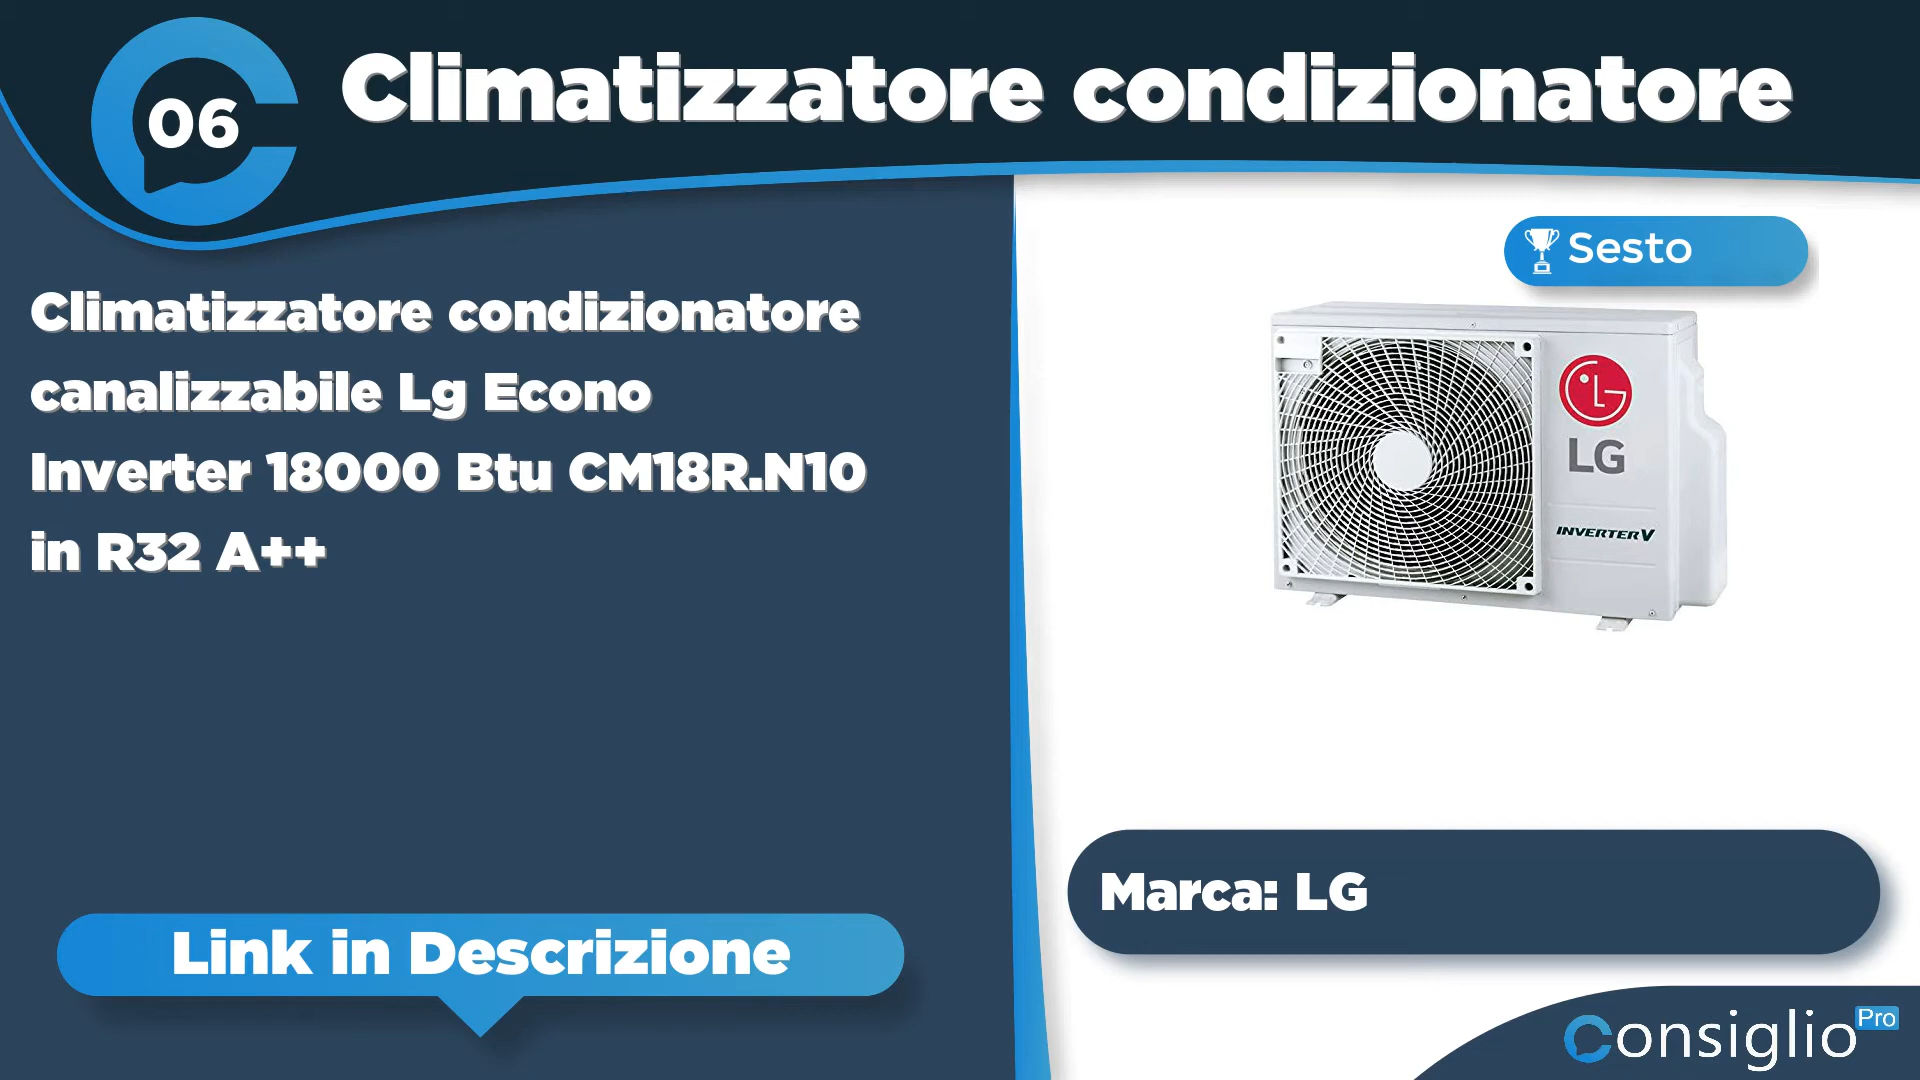 06
Climatizzatore condizionatore
Climatizzatore condizionatore
canalizzabile Lg Econo
Inverter 18000 Btu CM18R.N10
in R32 A++
Sesto
LG
LG
INVERTER V
Marca: LG
Link in Descrizione
Consiglio Pro